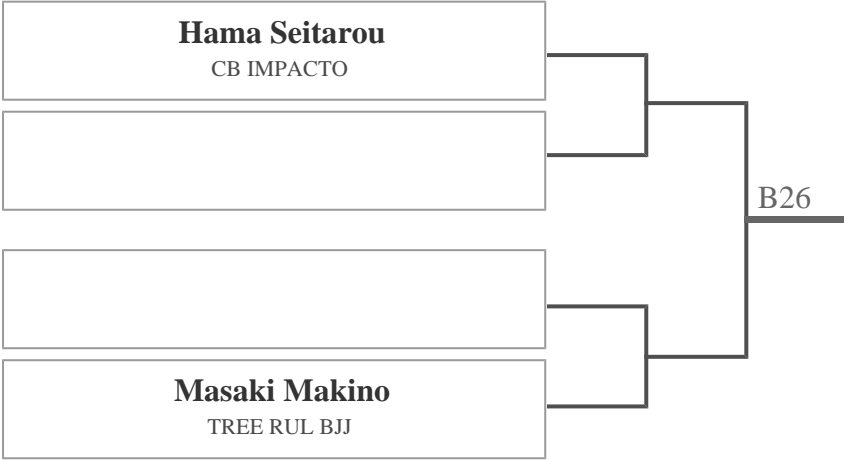 Hama Seitarou
CB IMPACTO
B26
Masaki Makino
TREE RUL BJJ